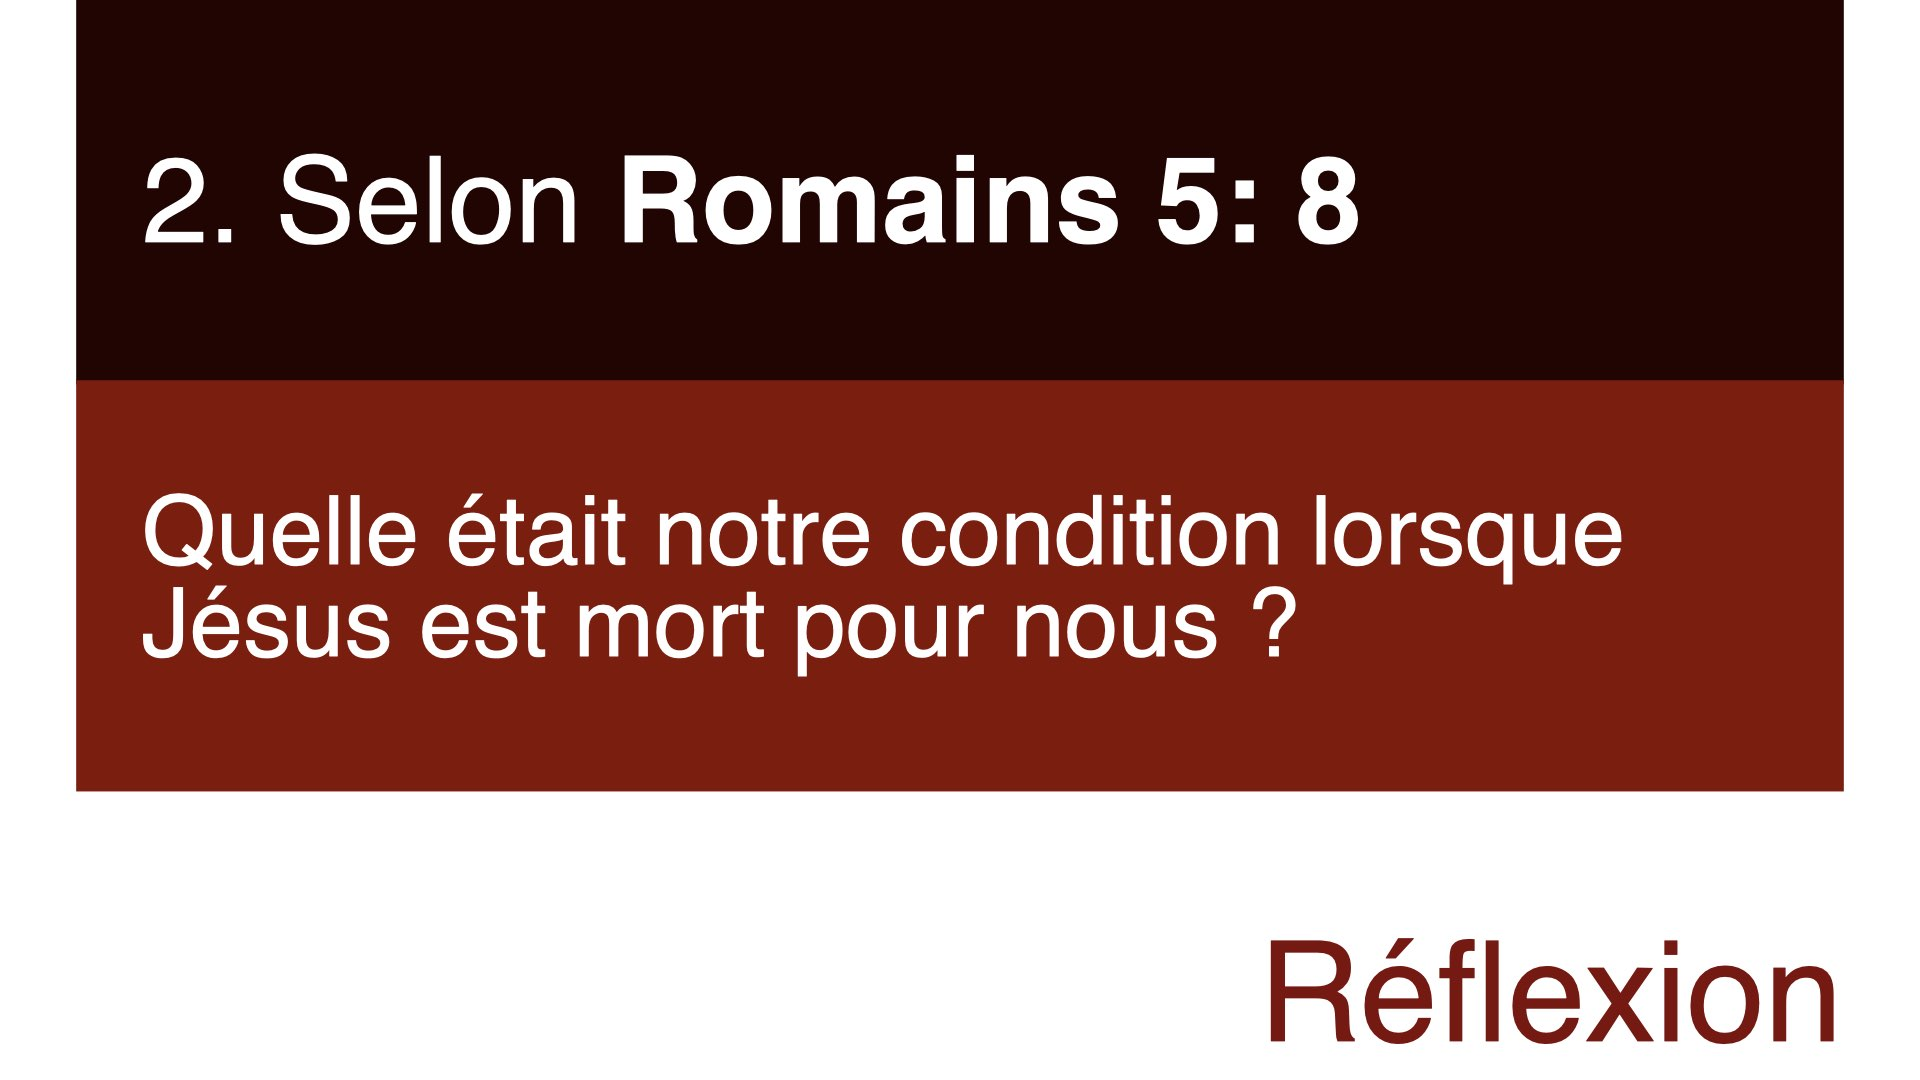 2. Selon Romains 5: 8
Quelle était notre condition lorsque
Jésus est mort pour nous ?
Réflexion